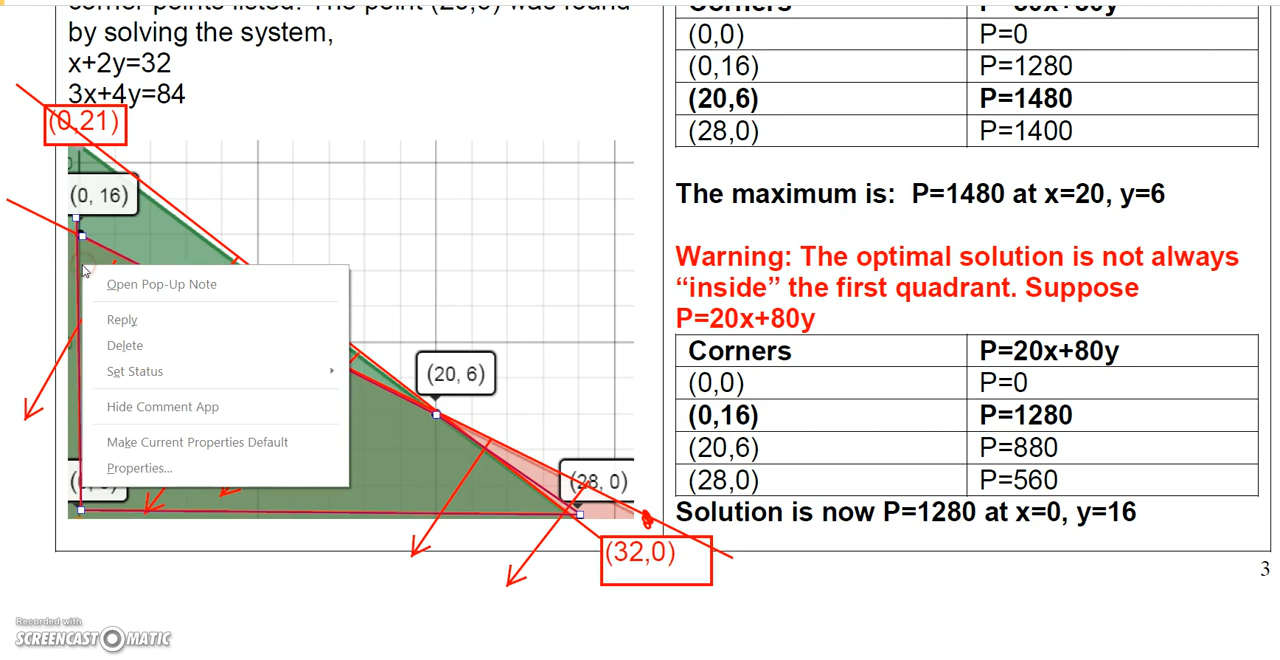 by solving the system,
x+2y=32
3x+4y=84
(0,21)
(0, 16)
Open Pop-Up Note
Reply
Delete
Set Status
Hide Comment App
Make Current Properties Default
Properties...
(20, 6)
(28, 0)
(32,0)
(0,0) P=0
(0,16) P=1280
(20,6) P=1480
(28,0) P=1400
The maximum is: P=1480 at x=20, y=6
Warning: The optimal solution is not always
“inside” the first quadrant. Suppose
P=20x+80y
Corners P=20x+80y
(0,0) P=0
(0,16) P=1280
(20,6) P=880
(28,0) P=560
Solution is now P=1280 at x=0, y=16
3
Recorded with
SCREENCAST MATIC